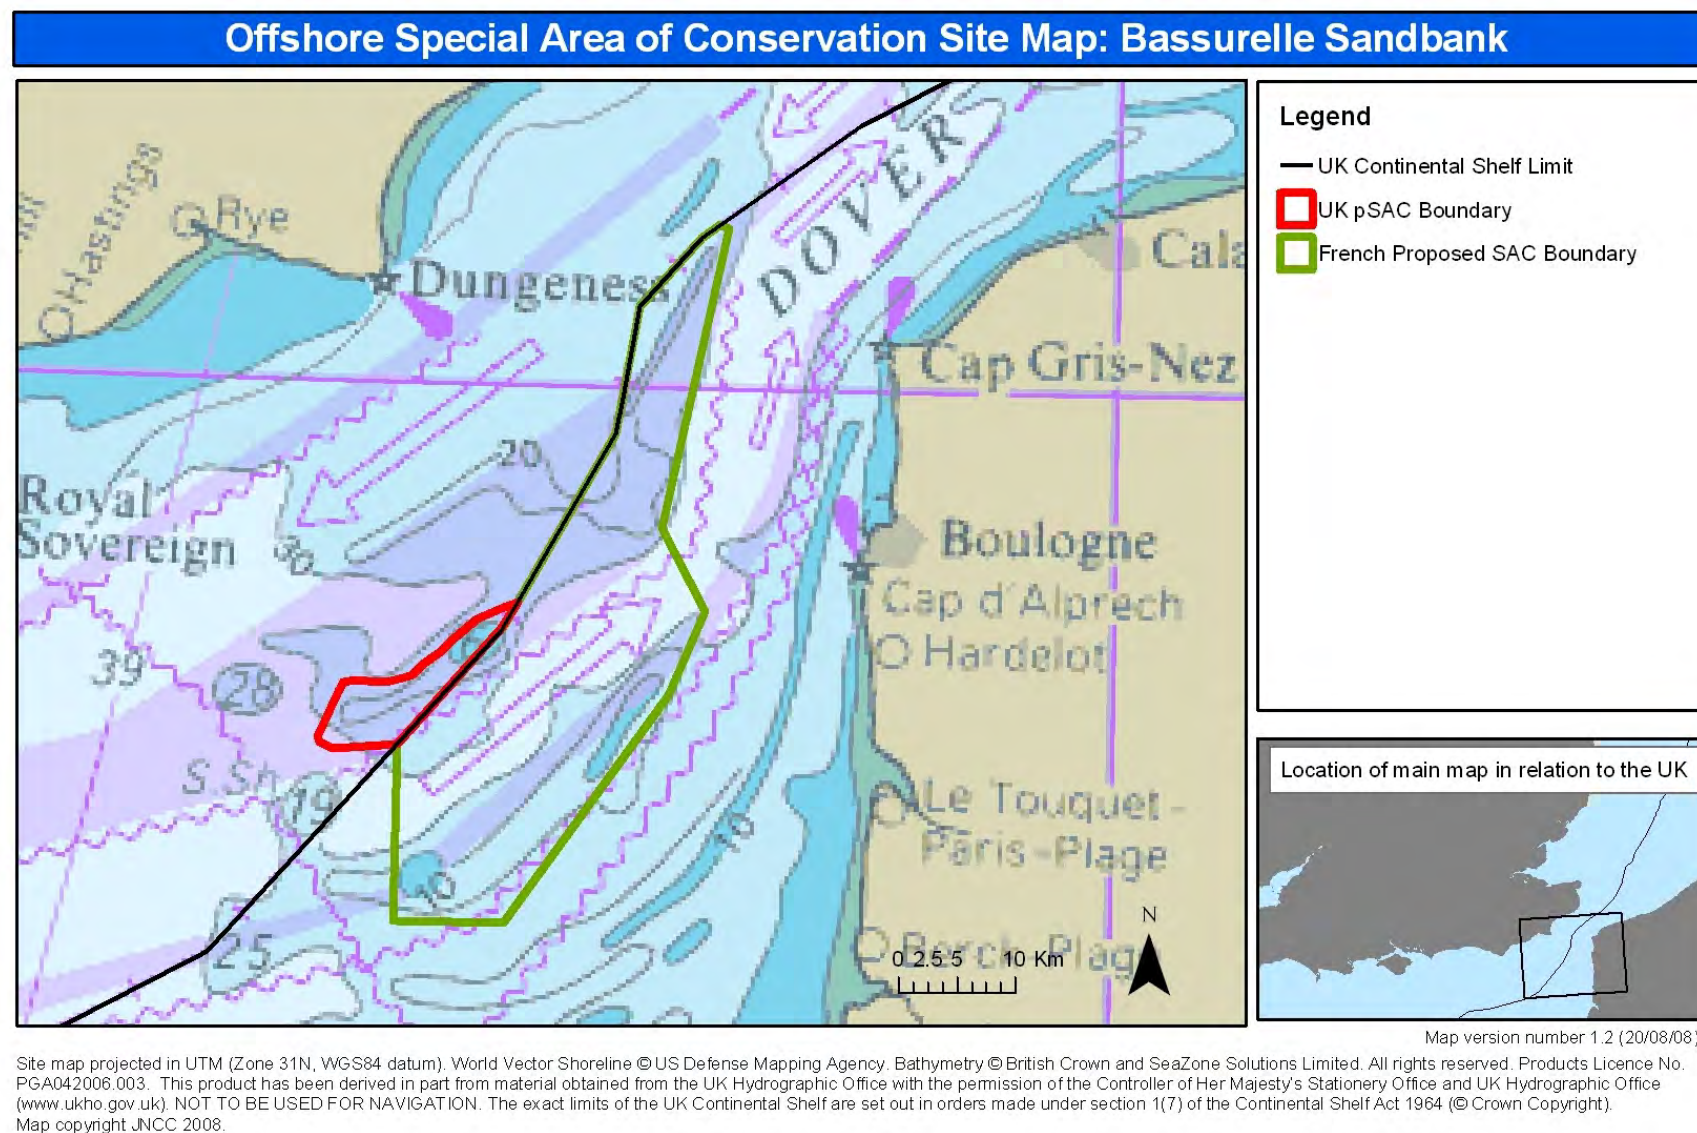 Offshore Special Area of Conservation Site Map: Bassurelle Sandbank
Hastings
Rye
Dungeness
DOVER
Cala
Cap Gris-Nez
20
Royal
Sovereign
30
Boulogne
Cap d'Alprech
Hardelot
39
28
6
S.Sh
19
Le Touquet-
Paris-Plage
10
25
Berck-Plage
N
0 2.5 5 10 Km
Legend
UK Continental Shelf Limit
UK pSAC Boundary
French Proposed SAC Boundary
Location of main map in relation to the UK
Map version number 1.2 (20/08/08)
Site map projected in UTM (Zone 31N, WGS84 datum). World Vector Shoreline © US Defense Mapping Agency. Bathymetry © British Crown and SeaZone Solutions Limited. All rights reserved. Products Licence No.
PGA042006.003. This product has been derived in part from material obtained from the UK Hydrographic Office with the permission of the Controller of Her Majesty's Stationery Office and UK Hydrographic Office
(www.ukho.gov.uk). NOT TO BE USED FOR NAVIGATION. The exact limits of the UK Continental Shelf are set out in orders made under section 1(7) of the Continental Shelf Act 1964 (© Crown Copyright).
Map copyright JNCC 2008.